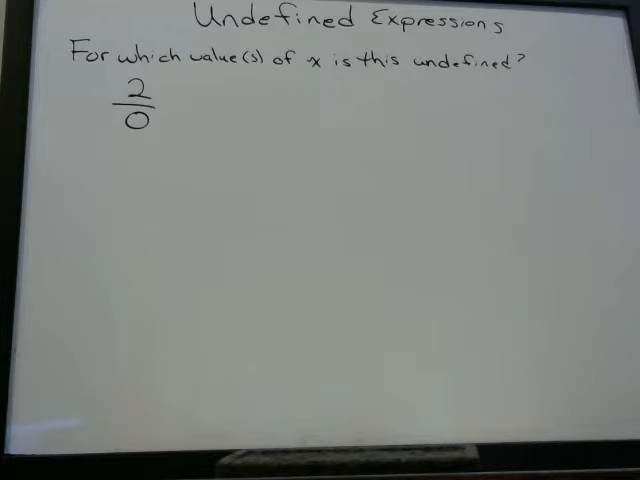 Undefined Expressions
For which value(s) of x is this undefined?
2
0